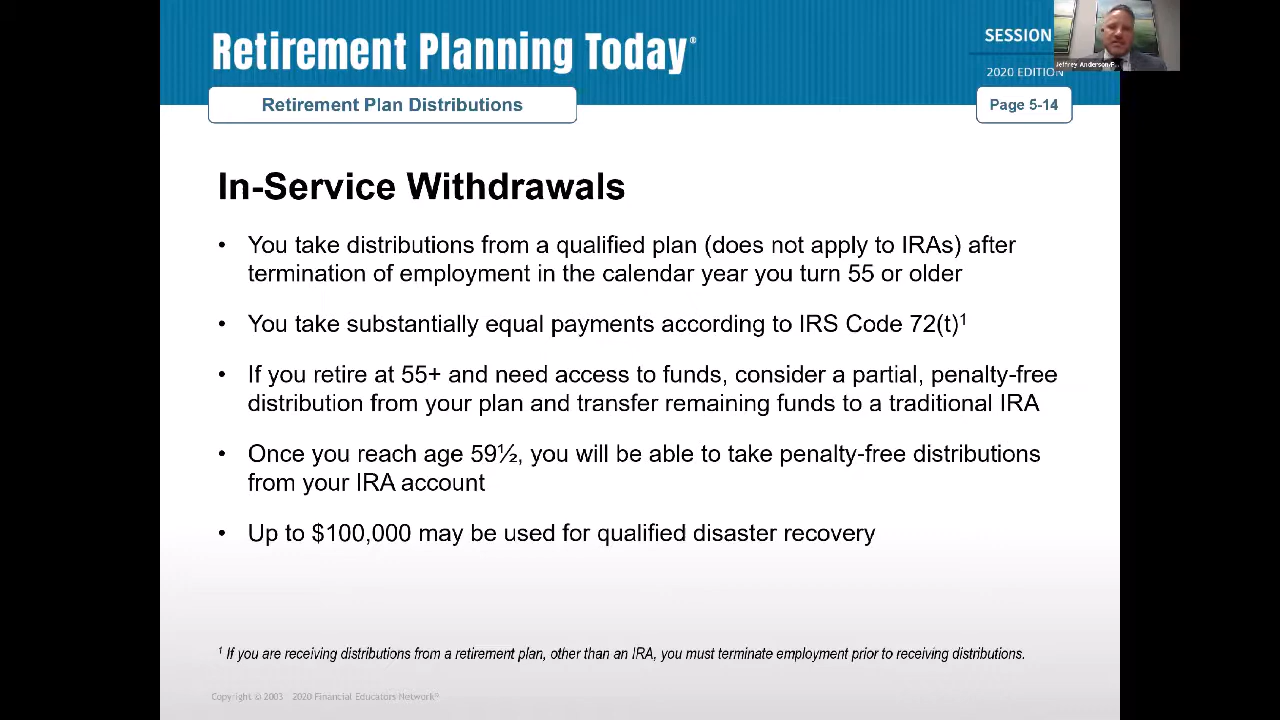 Retirement Planning Today®
SESSION
2020 EDITION
Jeffrey Anderson/F...
Retirement Plan Distributions
Page 5-14
In-Service Withdrawals
• You take distributions from a qualified plan (does not apply to IRAs) after
termination of employment in the calendar year you turn 55 or older
• You take substantially equal payments according to IRS Code 72(t)¹
• If you retire at 55+ and need access to funds, consider a partial, penalty-free
distribution from your plan and transfer remaining funds to a traditional IRA
• Once you reach age 59½, you will be able to take penalty-free distributions
from your IRA account
• Up to $100,000 may be used for qualified disaster recovery
¹ If you are receiving distributions from a retirement plan, other than an IRA, you must terminate employment prior to receiving distributions.
Copyright © 2003 2020 Financial Educators Network®